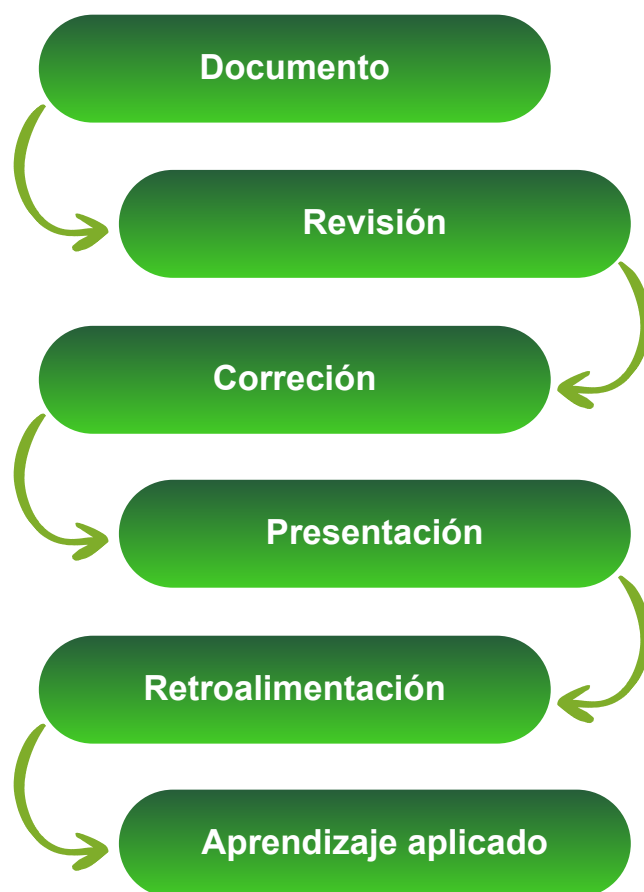 Documento
Revisión
Correción
Presentación
Retroalimentación
Aprendizaje aplicado